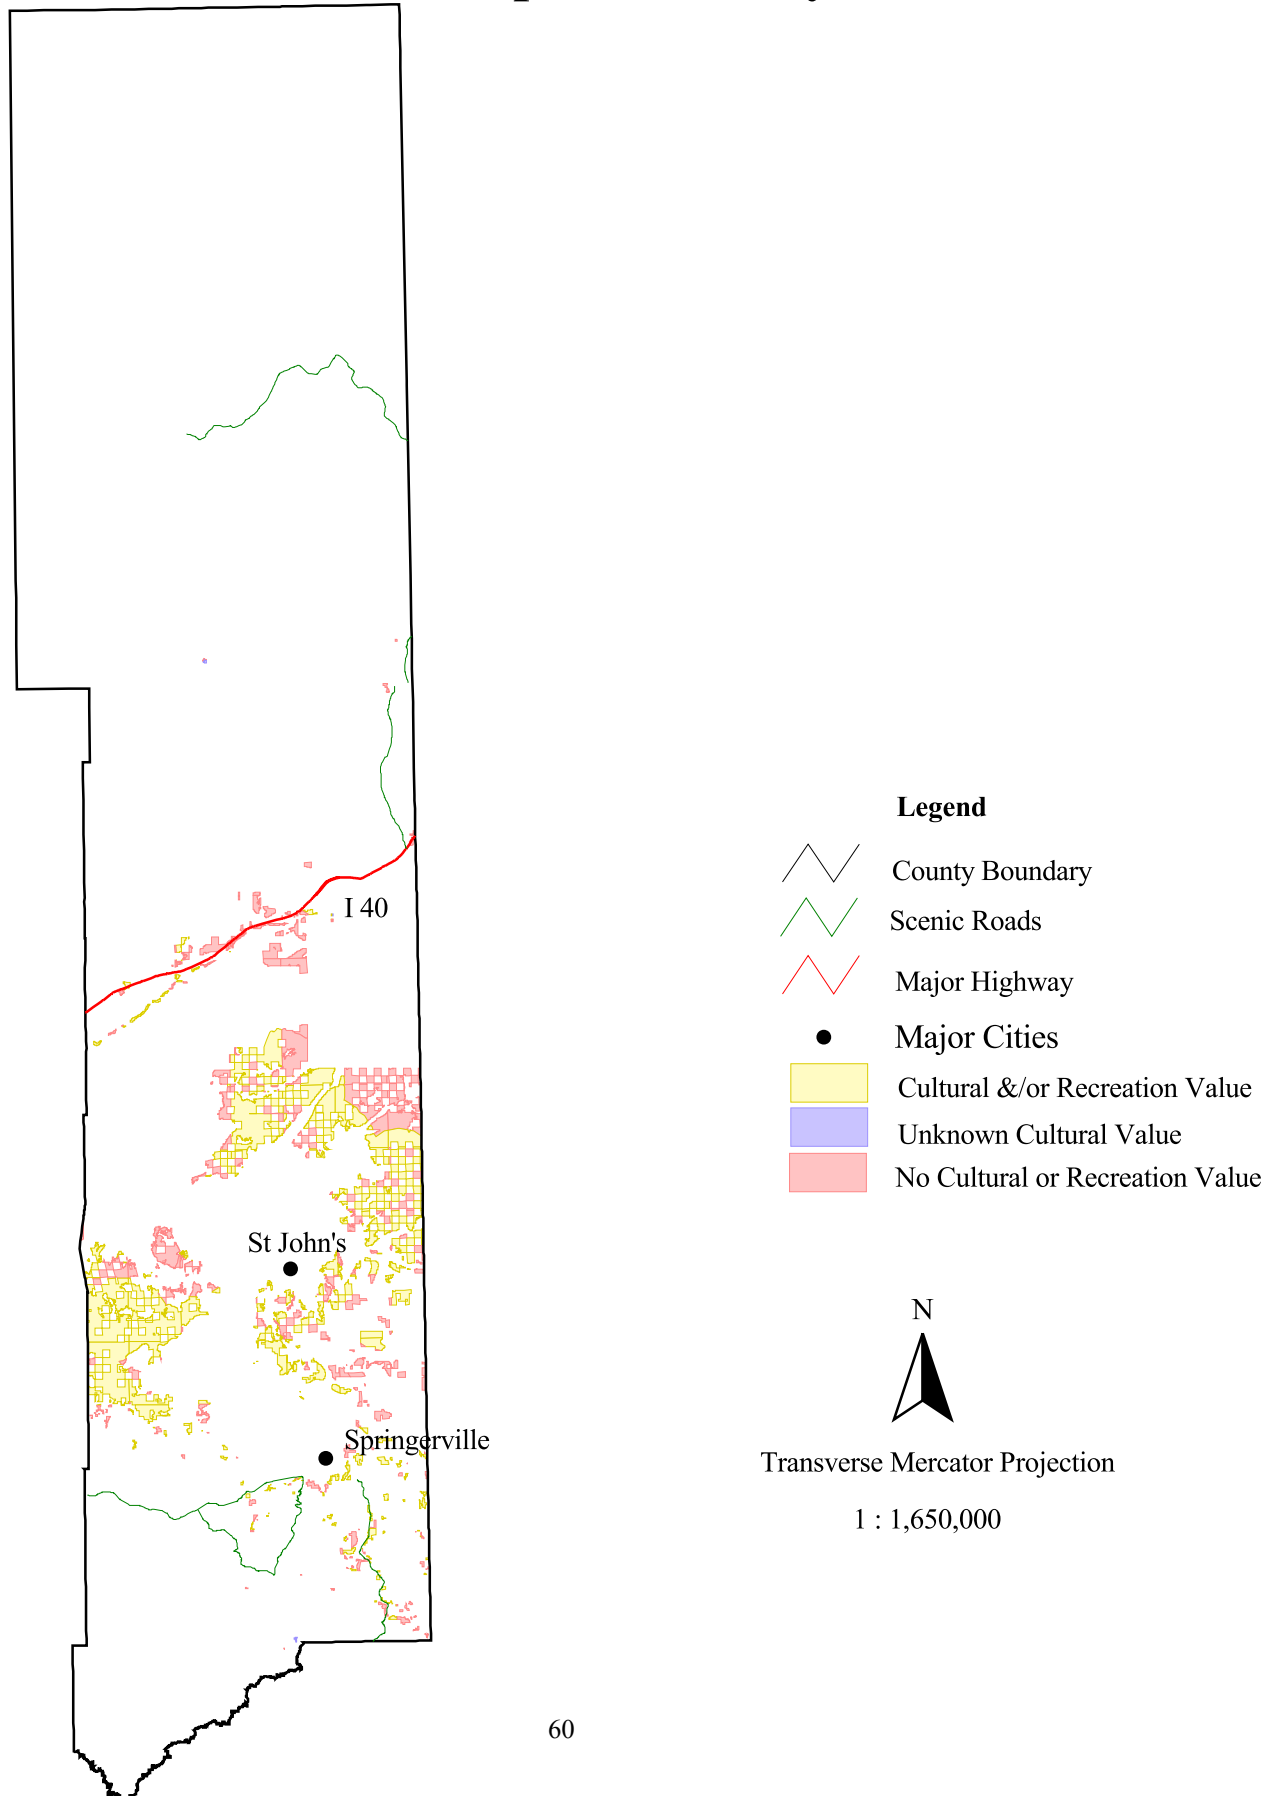 I 40
St John's
Springerville
Legend
County Boundary
Scenic Roads
Major Highway
Major Cities
Cultural &/or Recreation Value
Unknown Cultural Value
No Cultural or Recreation Value
N
Transverse Mercator Projection
1 : 1,650,000
60